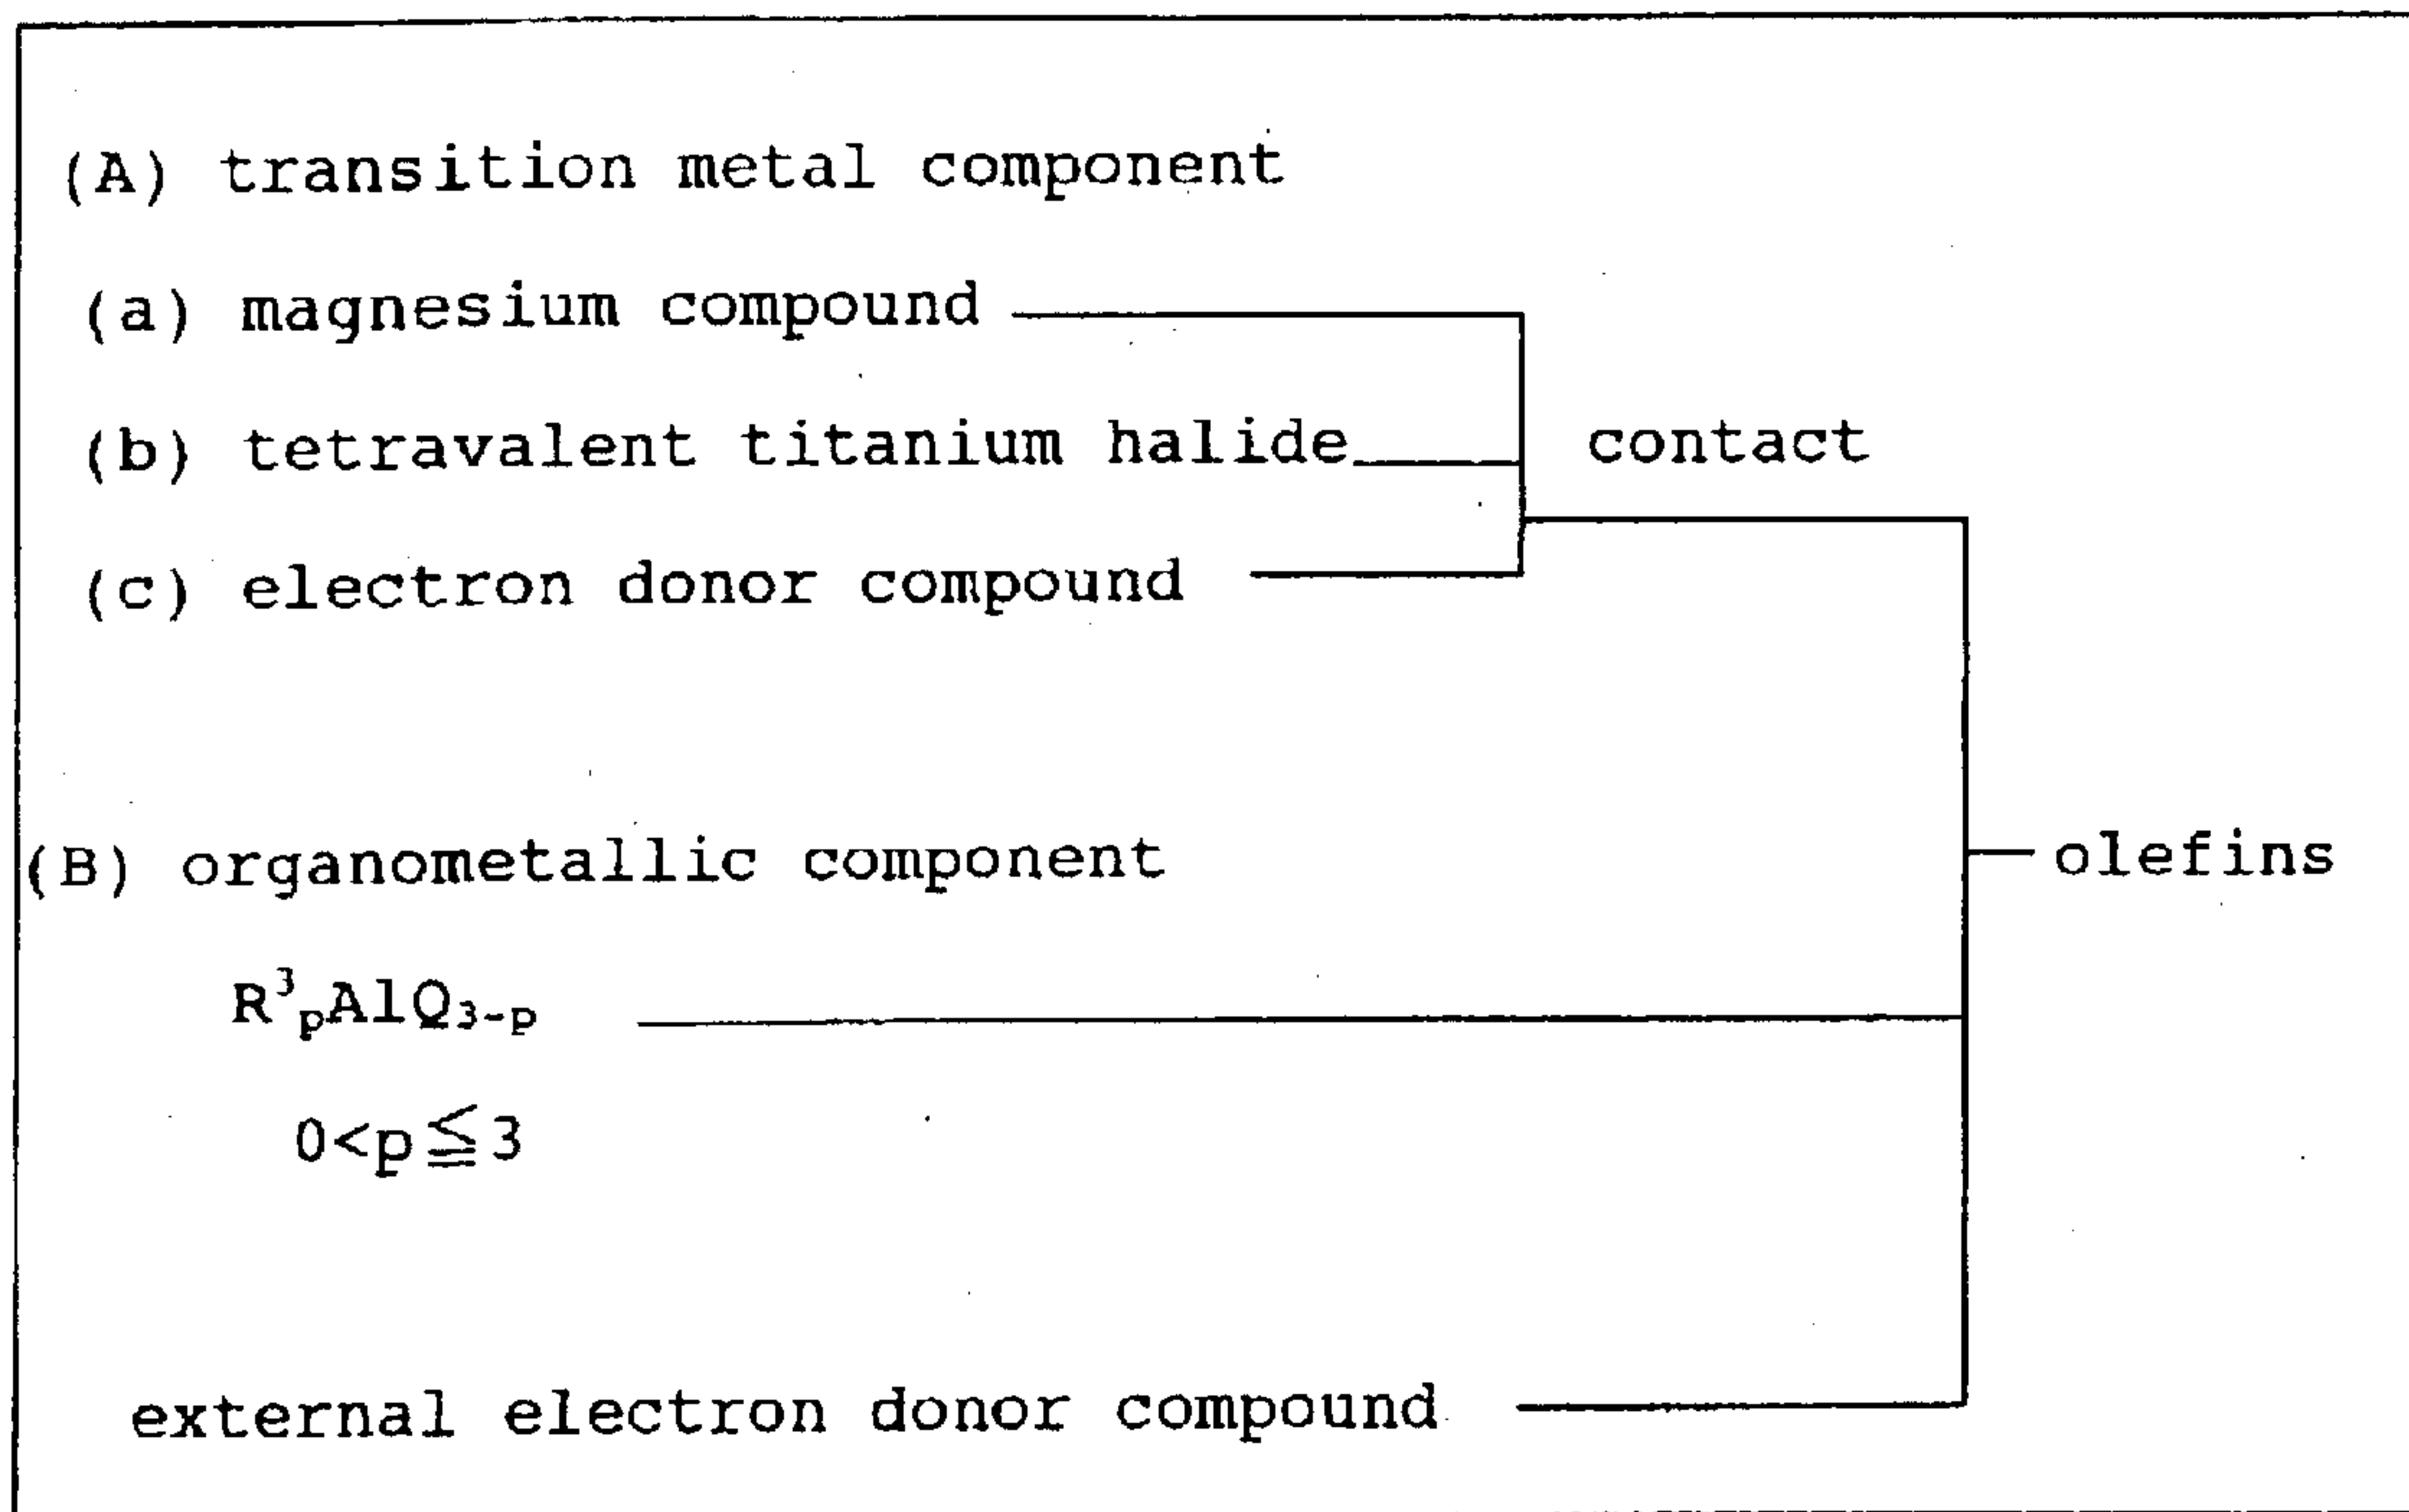 (A) transition metal component
(a) magnesium compound
(b) tetravalent titanium halide
contact
(c) electron donor compound
(B) organometallic component
olefins
R³ₚAlQ₃₋ₚ
0<p≦3
external electron donor compound